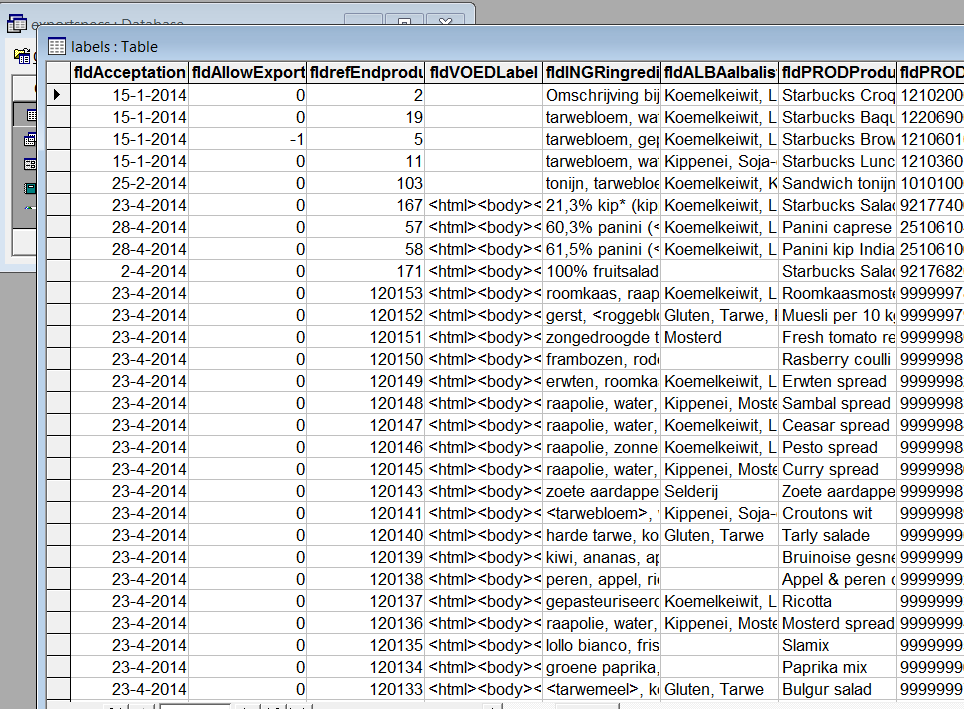 exportspecs : Database
labels : Table
fldAcceptation fldAllowExport fldrefEndprodu fldVOEDLabel fldINGRingredi fldALBAalbalis fldPRODProdu fldPROD
15-1-2014 0 2 Omschrijving bij Koemelkeiwit, L Starbucks Croq 1210200
15-1-2014 0 19 tarwebloem, wa Koemelkeiwit, L Starbucks Baqu 1220690
15-1-2014 -1 5 tarwebloem, gep Koemelkeiwit, L Starbucks Brow 1210601
15-1-2014 0 11 tarwebloem, wa Kippenei, Soja- Starbucks Lunc 1210360
25-2-2014 0 103 tonijn, tarwebloe Koemelkeiwit, K Sandwich tonijn 1010100
23-4-2014 0 167 <html><body>< 21,3% kip* (kip Koemelkeiwit, L Starbucks Salad 9217740
28-4-2014 0 57 <html><body>< 60,3% panini (< Koemelkeiwit, L Panini caprese 2510610
28-4-2014 0 58 <html><body>< 61,5% panini (< Koemelkeiwit, L Panini kip India 2510610
2-4-2014 0 171 <html><body>< 100% fruitsalad Starbucks Salad 9217682
23-4-2014 0 120153 <html><body>< roomkaas, raap Koemelkeiwit, L Roomkaasmoste 9999997
23-4-2014 0 120152 <html><body>< gerst, <roggeblo Gluten, Tarwe, Muesli per 10 kg 9999997
23-4-2014 0 120151 <html><body>< zongedroogde t Mosterd Fresh tomato re 9999998
23-4-2014 0 120150 <html><body>< frambozen, rod Rasberry coulli 9999998
23-4-2014 0 120149 <html><body>< erwten, roomka Koemelkeiwit, L Erwten spread 9999998
23-4-2014 0 120148 <html><body>< raapolie, water, Kippenei, Moste Sambal spread 9999998
23-4-2014 0 120147 <html><body>< raapolie, water, Koemelkeiwit, L Ceasar spread 9999998
23-4-2014 0 120146 <html><body>< raapolie, zonne Koemelkeiwit, L Pesto spread 9999998
23-4-2014 0 120145 <html><body>< raapolie, water, Kippenei, Moste Curry spread 9999998
23-4-2014 0 120143 <html><body>< zoete aardappe Selderij Zoete aardappe 9999998
23-4-2014 0 120141 <html><body>< <tarwebloem>, Kippenei, Soja- Croutons wit 9999998
23-4-2014 0 120140 <html><body>< harde tarwe, ko Gluten, Tarwe Tarly salade 9999999
23-4-2014 0 120139 <html><body>< kiwi, ananas, ap Bruinoise gesne 9999999
23-4-2014 0 120138 <html><body>< peren, appel, rie Appel & peren c 9999999
23-4-2014 0 120137 <html><body>< gepasteuriseerd Koemelkeiwit, L Ricotta 9999999
23-4-2014 0 120136 <html><body>< raapolie, water, Kippenei, Moste Mosterd spread 9999999
23-4-2014 0 120135 <html><body>< lollo bianco, fris Slamix 9999999
23-4-2014 0 120134 <html><body>< groene paprika, Paprika mix 9999999
23-4-2014 0 120133 <html><body>< <tarwemeel>, k Gluten, Tarwe Bulgur salad 9999999